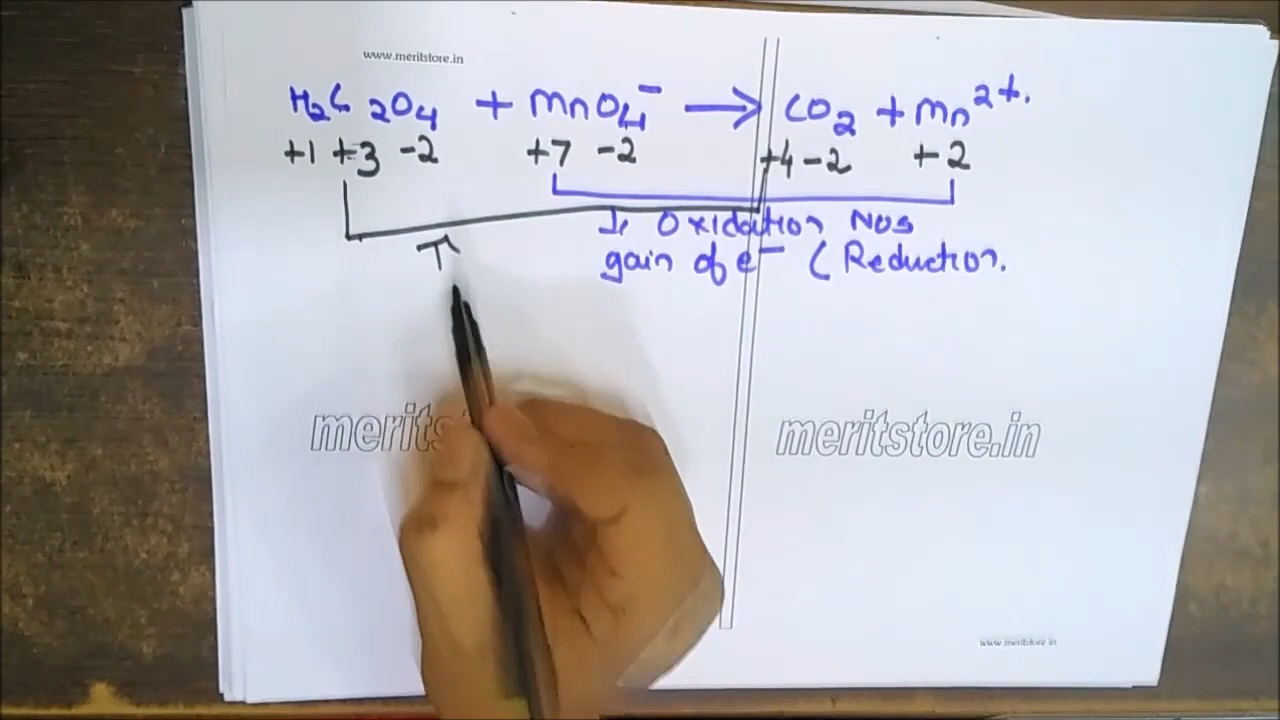 www.meritstore.in
H₂C₂O₄ + MnO₄⁻ → CO₂ + Mn²⁺.
+1 +3 -2 +7 -2 +4 -2 +2
Oxidation Nos
gain of e⁻ (Reduction.
merits
meritstore.in
www.meritstore.in